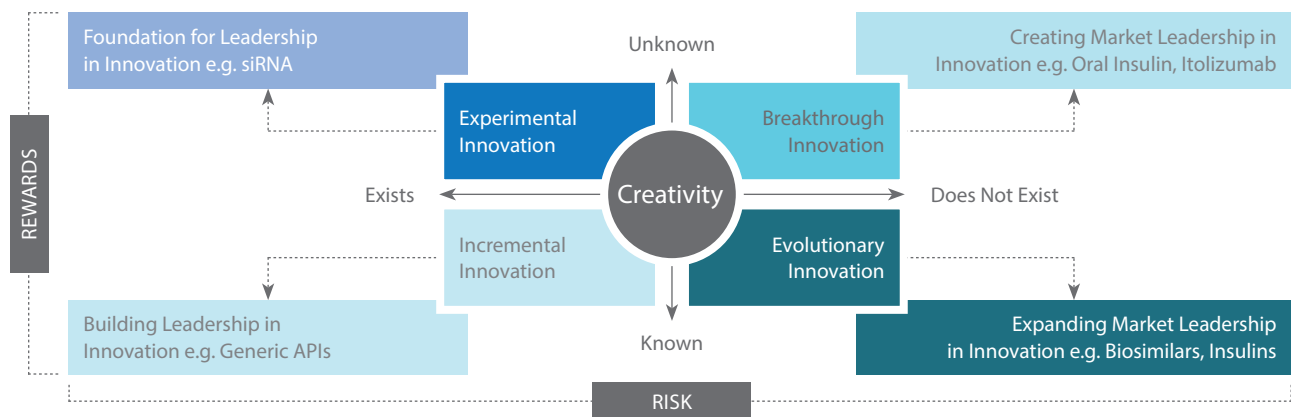 Foundation for Leadership
in Innovation e.g. siRNA
Unknown
Creating Market Leadership in
Innovation e.g. Oral Insulin, Itolizumab
Experimental
Innovation
Breakthrough
Innovation
REWARDS
Exists
Creativity
Does Not Exist
Incremental
Innovation
Evolutionary
Innovation
Building Leadership in
Innovation e.g. Generic APIs
Known
Expanding Market Leadership
in Innovation e.g. Biosimilars, Insulins
RISK